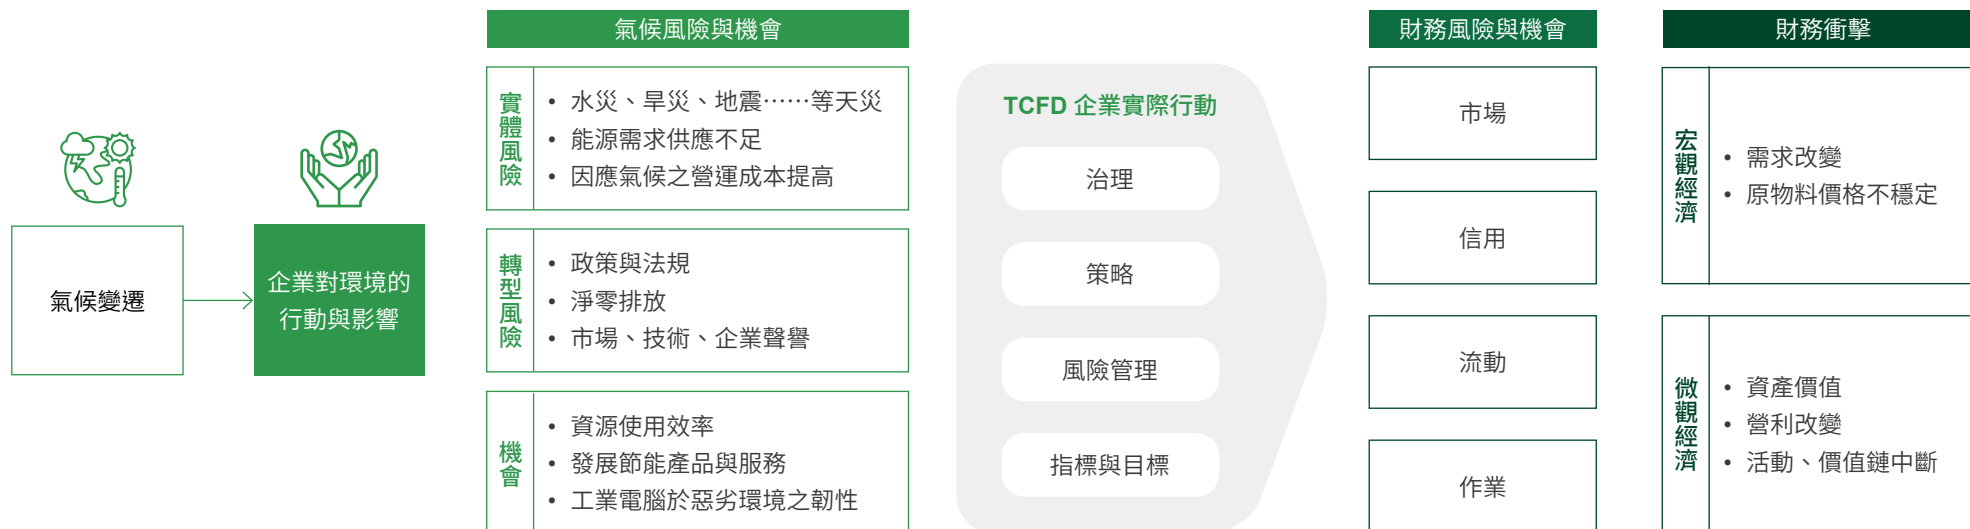 氣候變遷
企業對環境的
行動與影響
氣候風險與機會
實體風險
• 水災、旱災、地震⋯⋯等天災
• 能源需求供應不足
• 因應氣候之營運成本提高
轉型風險
• 政策與法規
• 淨零排放
• 市場、技術、企業聲譽
機會
• 資源使用效率
• 發展節能產品與服務
• 工業電腦於惡劣環境之韌性
TCFD 企業實際行動
治理
策略
風險管理
指標與目標
財務風險與機會
市場
信用
流動
作業
財務衝擊
宏觀經濟
• 需求改變
• 原物料價格不穩定
微觀經濟
• 資產價值
• 營利改變
• 活動、價值鏈中斷